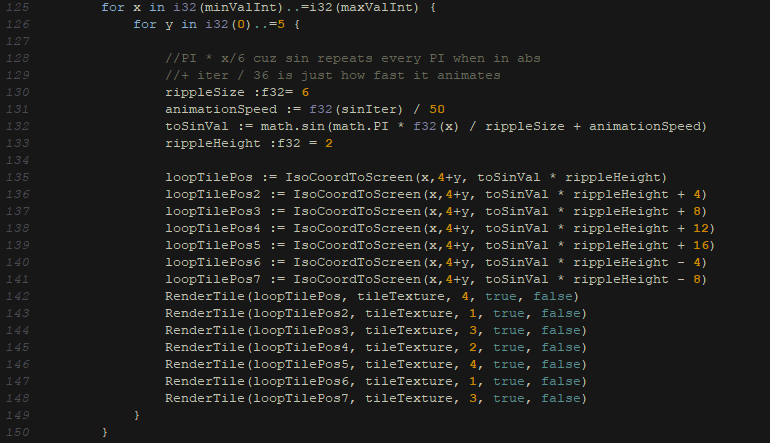 125 for x in i32(minValInt)..=i32(maxValInt) {
126 for y in i32(0)..=5 {
127
128 //PI * x/6 cuz sin repeats every PI when in abs
129 //+ iter / 36 is just how fast it animates
130 rippleSize :f32= 6
131 animationSpeed := f32(sinIter) / 50
132 toSinVal := math.sin(math.PI * f32(x) / rippleSize + animationSpeed)
133 rippleHeight :f32 = 2
134
135 loopTilePos := IsoCoordToScreen(x,4+y, toSinVal * rippleHeight)
136 loopTilePos2 := IsoCoordToScreen(x,4+y, toSinVal * rippleHeight + 4)
137 loopTilePos3 := IsoCoordToScreen(x,4+y, toSinVal * rippleHeight + 8)
138 loopTilePos4 := IsoCoordToScreen(x,4+y, toSinVal * rippleHeight + 12)
139 loopTilePos5 := IsoCoordToScreen(x,4+y, toSinVal * rippleHeight + 16)
140 loopTilePos6 := IsoCoordToScreen(x,4+y, toSinVal * rippleHeight - 4)
141 loopTilePos7 := IsoCoordToScreen(x,4+y, toSinVal * rippleHeight - 8)
142 RenderTile(loopTilePos, tileTexture, 4, true, false)
143 RenderTile(loopTilePos2, tileTexture, 1, true, false)
144 RenderTile(loopTilePos3, tileTexture, 3, true, false)
145 RenderTile(loopTilePos4, tileTexture, 2, true, false)
146 RenderTile(loopTilePos5, tileTexture, 4, true, false)
147 RenderTile(loopTilePos6, tileTexture, 1, true, false)
148 RenderTile(loopTilePos7, tileTexture, 3, true, false)
149 }
150 }